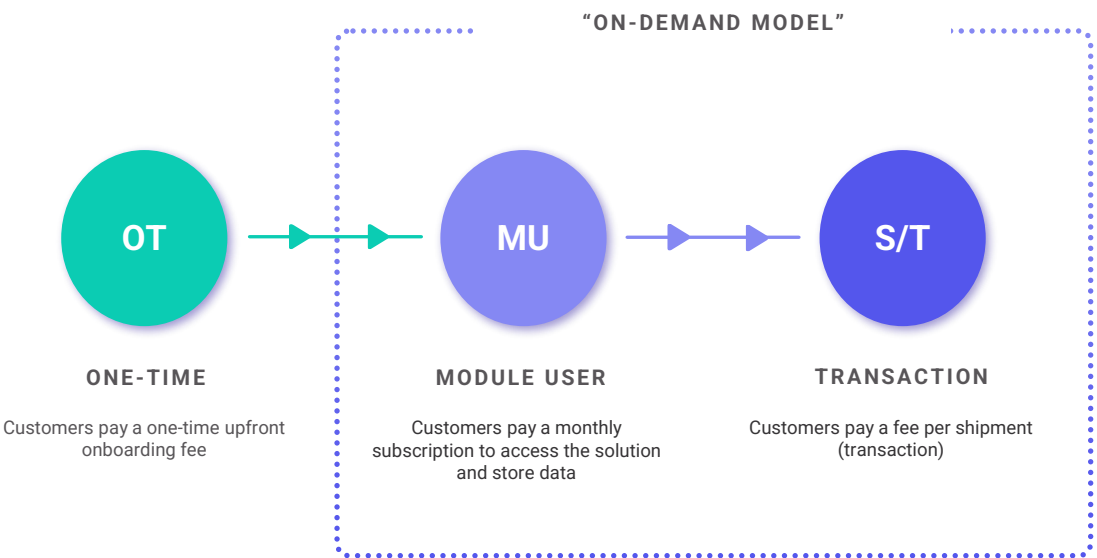 “ON-DEMAND MODEL”
OT
MU
S/T
ONE-TIME
MODULE USER
TRANSACTION
Customers pay a one-time upfront
onboarding fee
Customers pay a monthly
subscription to access the solution
and store data
Customers pay a fee per shipment
(transaction)